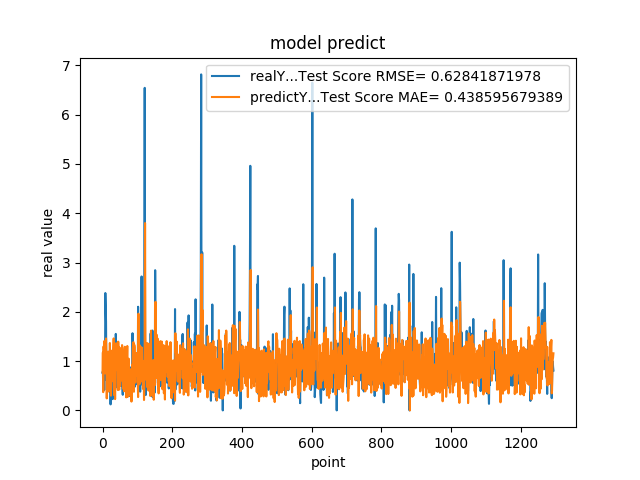 model predict
realY...Test Score RMSE= 0.62841871978
predictY...Test Score MAE= 0.438595679389
7
6
5
4
3
2
1
0
real value
0 200 400 600 800 1000 1200
point